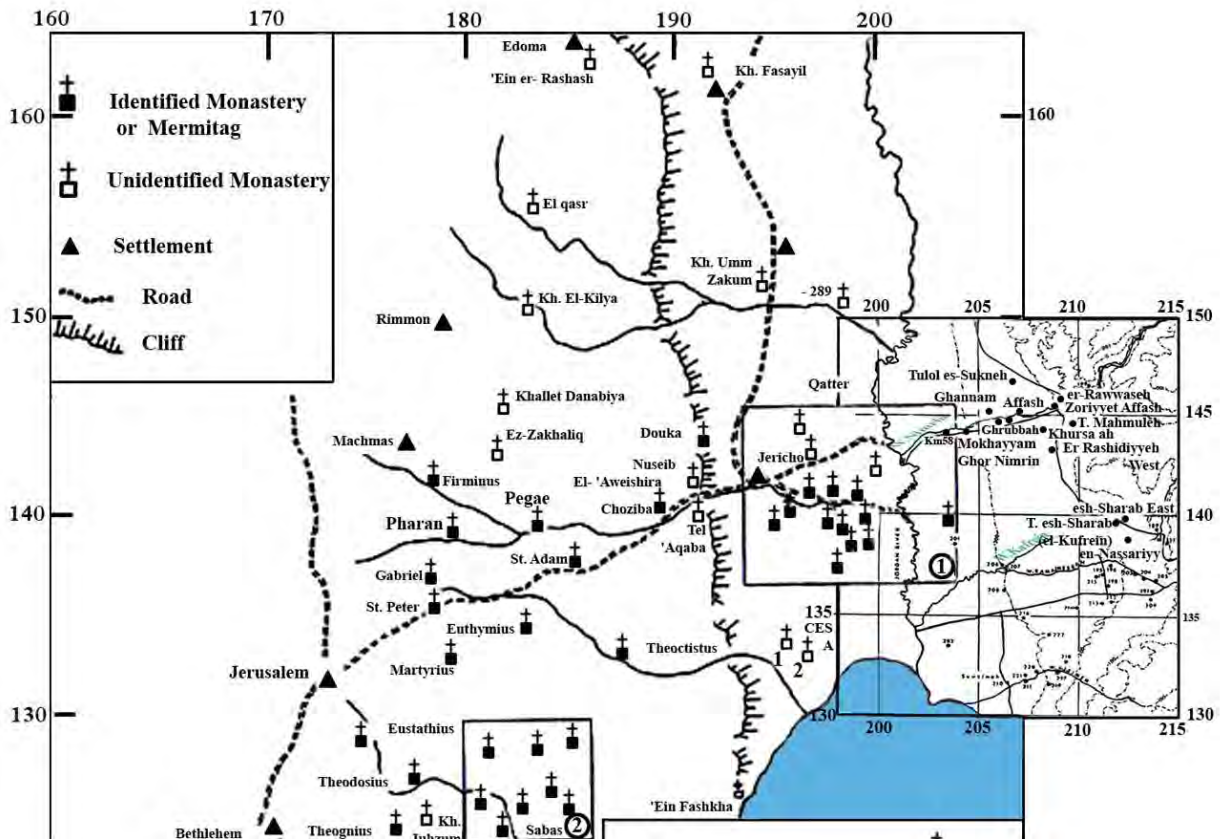 160
170
180
190
200
160
150
140
130
160
Identified Monastery
or Mermitag
Unidentified Monastery
Settlement
Road
Cliff
Edoma
'Ein er- Rashash
Kh. Fasayil
El qasr
Kh. Umm
Zakum
- 289
Kh. El-Kilya
Rimmon
Qatter
Khallet Danabiya
Ez-Zakhaliq
Machmas
Firminus
Douka
Nuseib
El- 'Aweishira
Jericho
Pegae
Choziba
Pharan
Tel
'Aqaba
St. Adam
Gabriel
St. Peter
Euthymius
Theoctistus
Martyrius
1
CES
A
1
2
Jerusalem
Eustathius
Theodosius
'Ein Fashkha
Bethlehem
Theognius
Kh.
Sabas
2
200
205
210
215
150
145
140
135
130
Tulol es-Sukneh
Ghannam
Affash
er-Rawwaseh
Zoriyyet Affash
T. Mahmuleh
Ghrubbah
Km58
Mokhayyam
Khursa ah
Ghor Nimrin
Er Rashidiyyeh
West
esh-Sharab East
T. esh-Sharab
(el-Kufrein)
en-Nassariyy
JORDAN RIVER
135
130
200
205
210
215